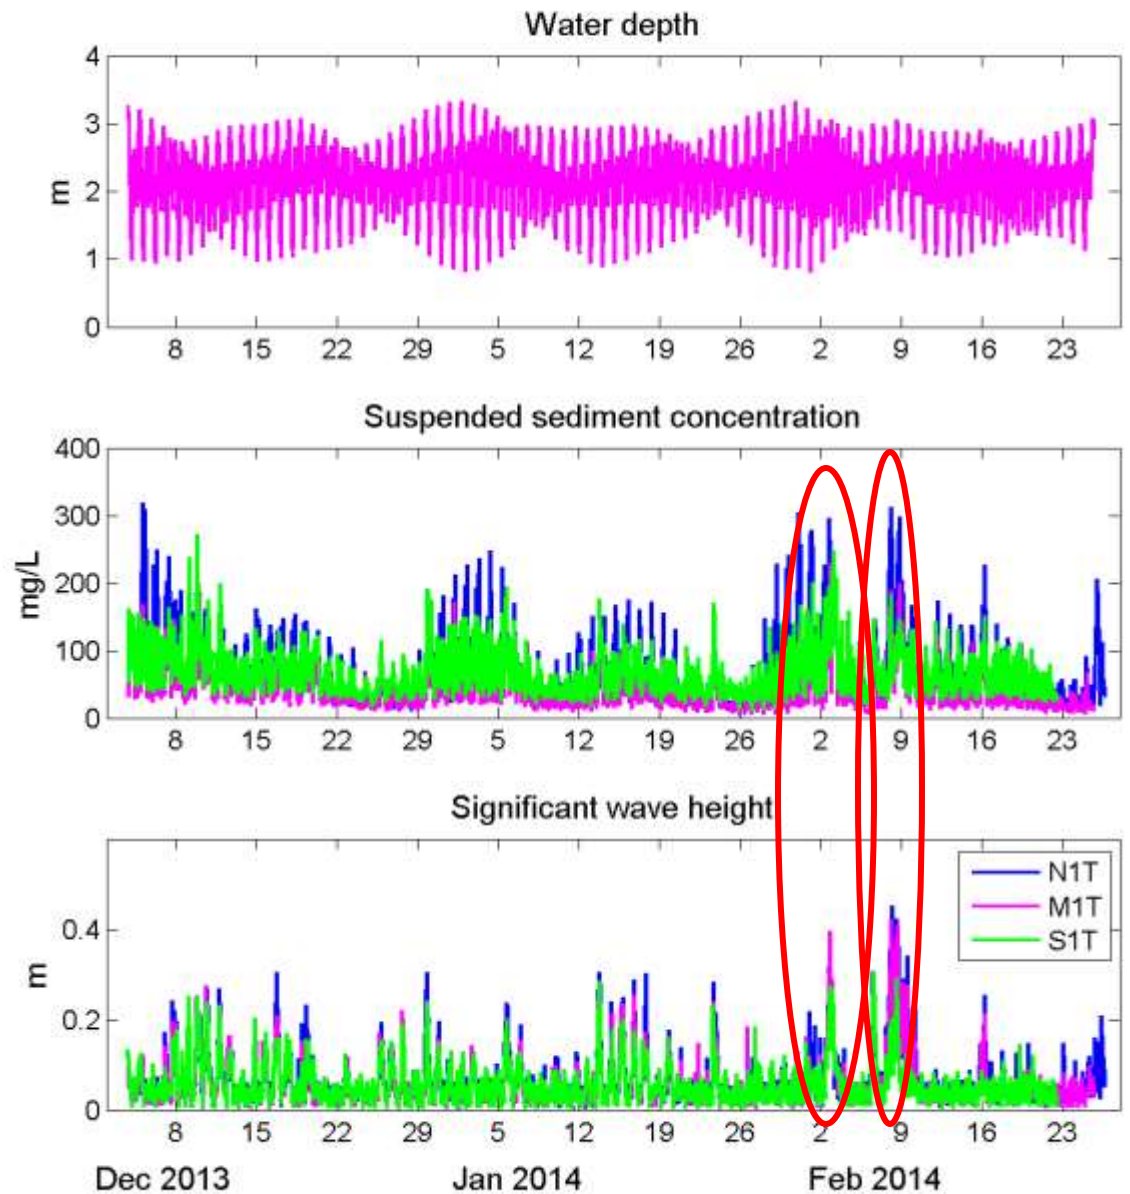 Water depth
4
3
2
1
0
m
8 15 22 29 5 12 19 26 2 9 16 23
Suspended sediment concentration
400
300
200
100
0
mg/L
8 15 22 29 5 12 19 26 2 9 16 23
Significant wave height
0.4
0.2
0
m
N1T
M1T
S1T
8 15 22 29 5 12 19 26 2 9 16 23
Dec 2013 Jan 2014 Feb 2014